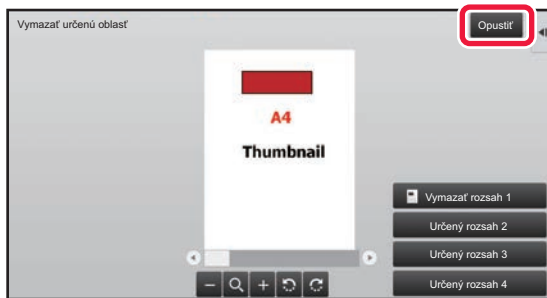 Vymazať určenú oblasť
Opustiť
A4
Thumbnail
Vymazať rozsah 1
Určený rozsah 2
Určený rozsah 3
Určený rozsah 4